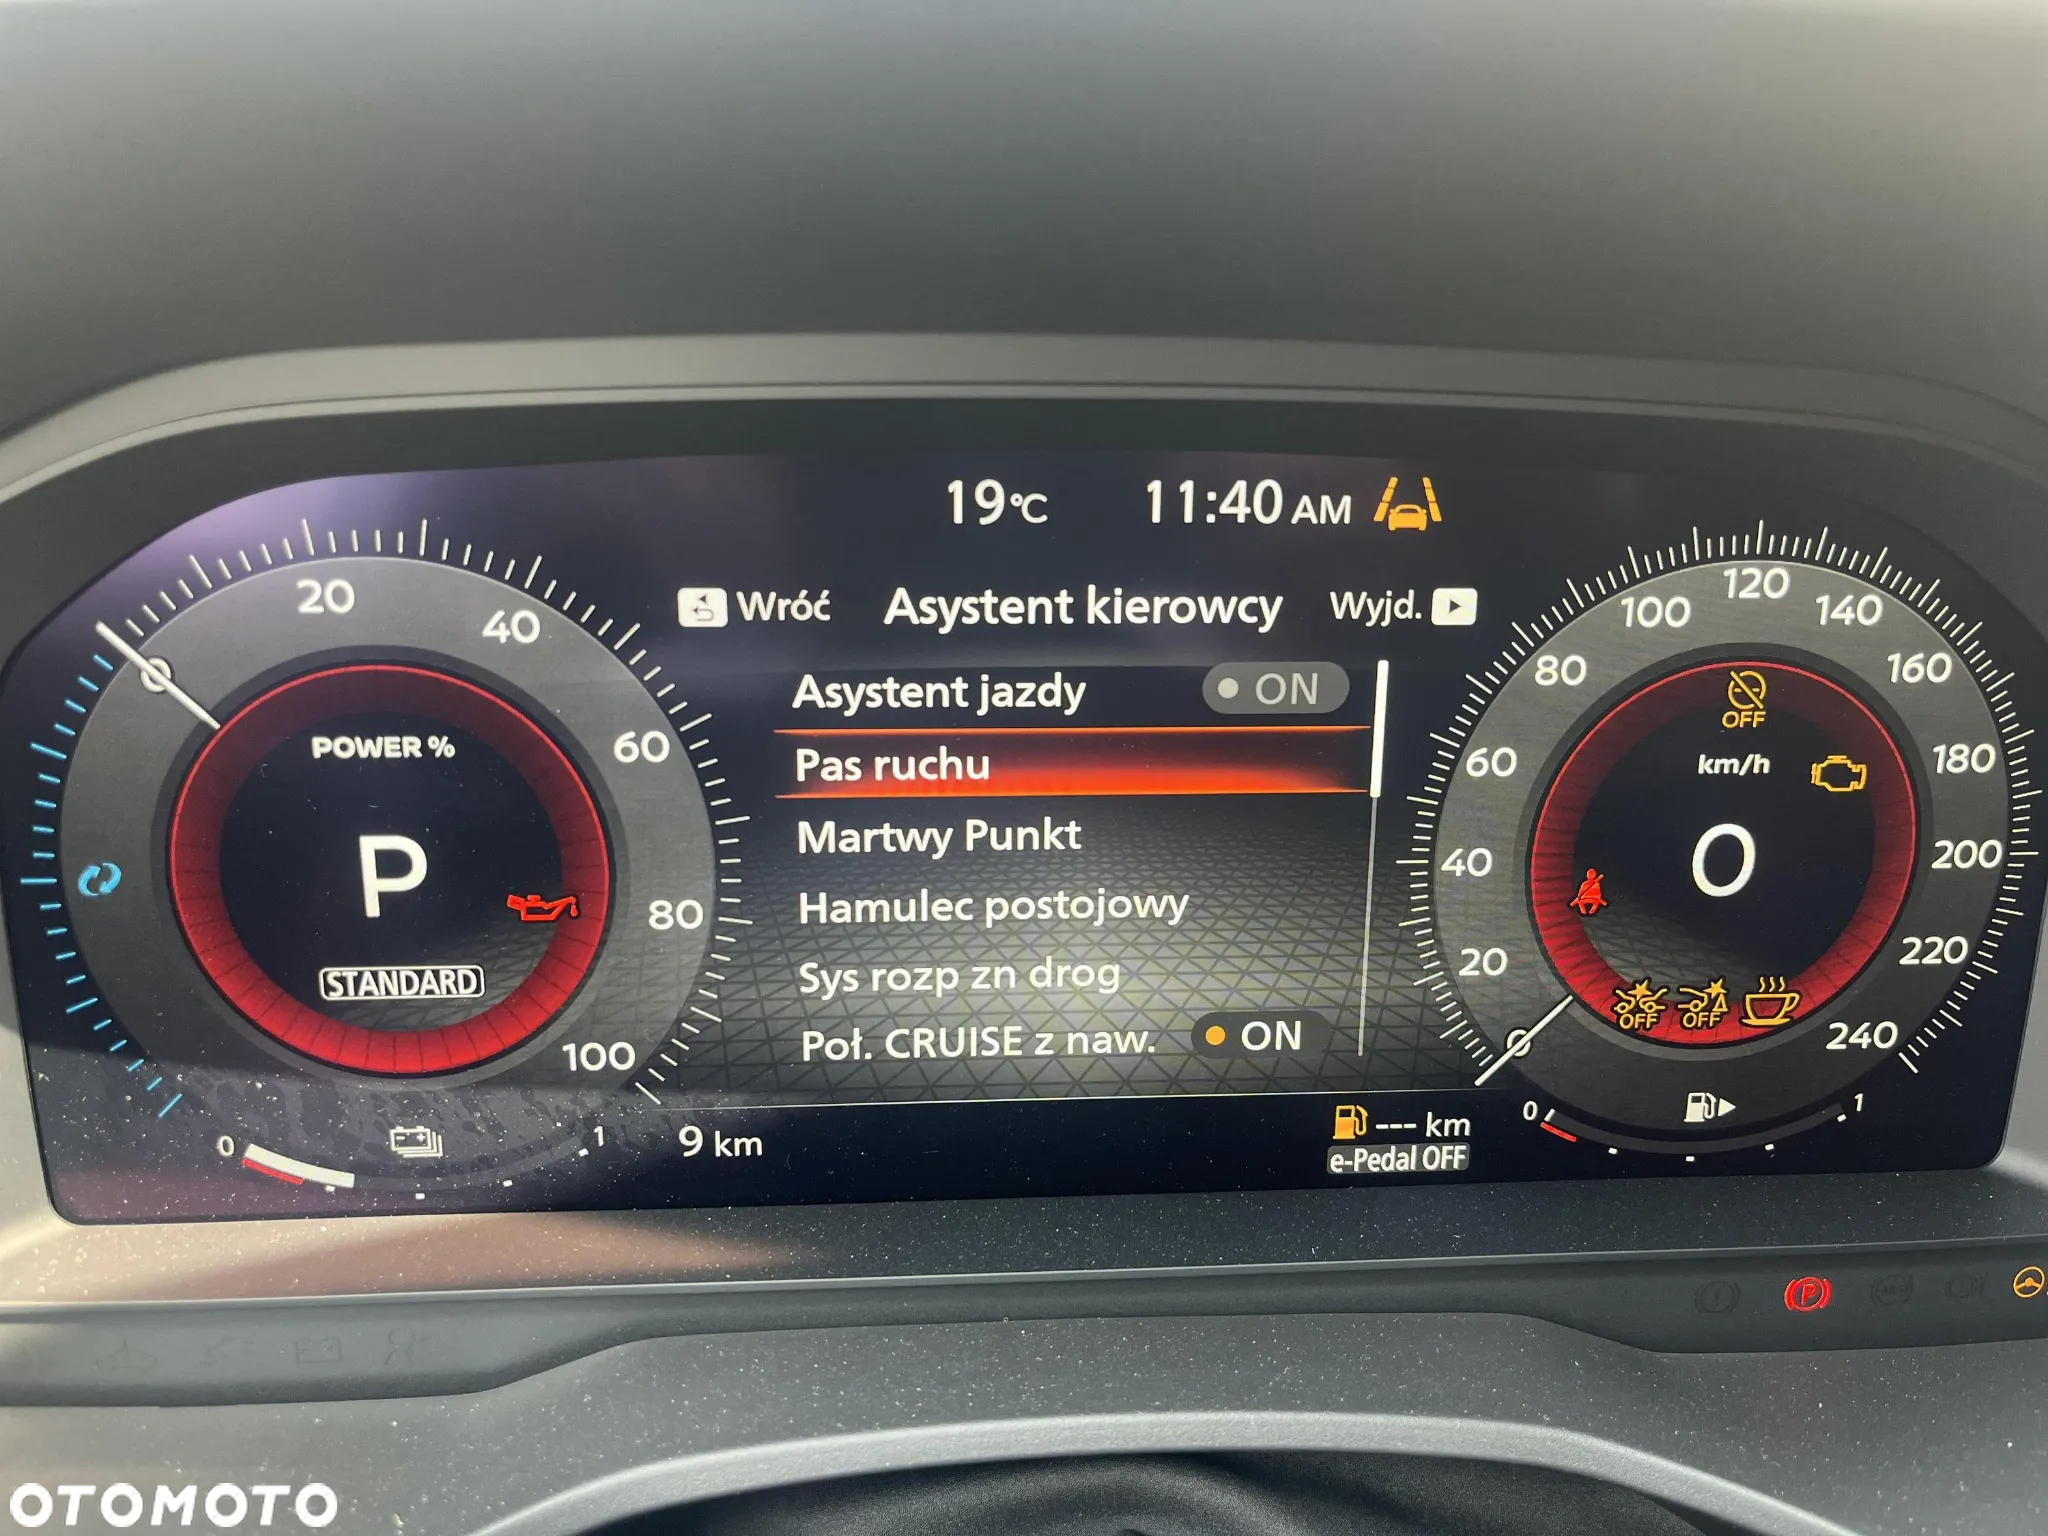 19°C 11:40 AM
Wróć Asystent kierowcy Wyjd.
Asystent jazdy ON
Pas ruchu
Martwy Punkt
Hamulec postojowy
Sys rozp zn drog
Poł. CRUISE z naw. ON
0 20 40 60 80 100
POWER %
P
STANDARD
0 1
9 km
--- km
e-Pedal OFF
0 20 40 60 80 100 120 140 160 180 200 220 240
OFF
km/h
0
OFF OFF
0 1
P
OTOMOTO